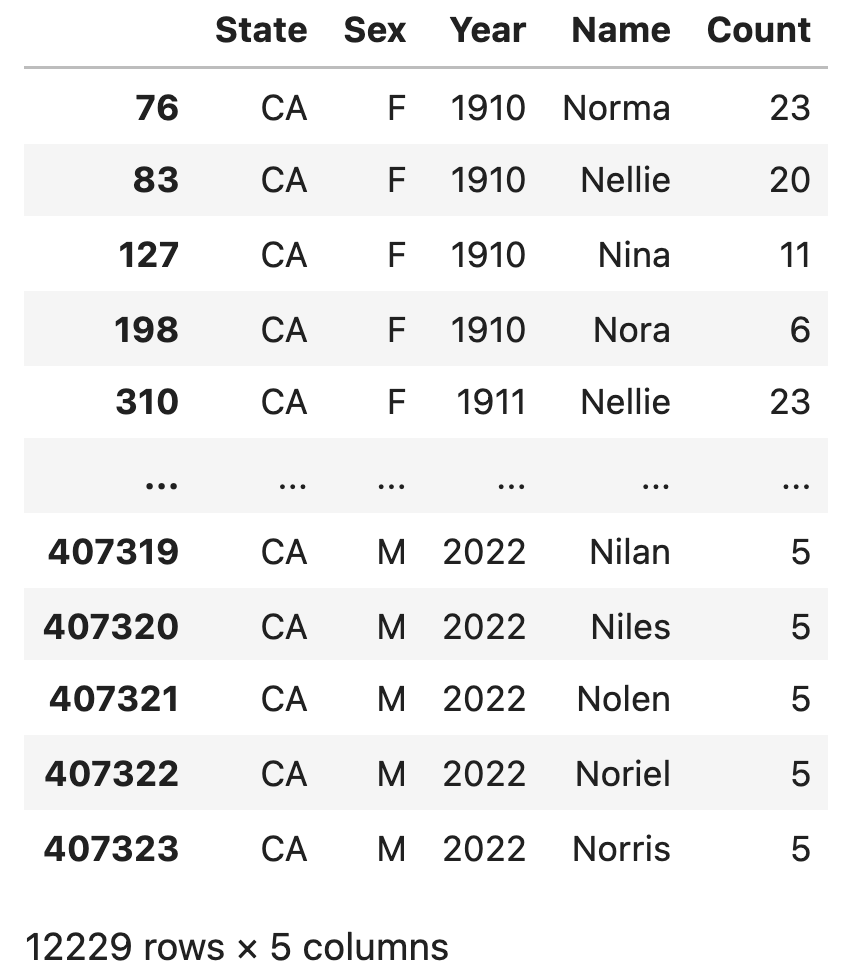 State Sex Year Name Count
76 CA F 1910 Norma 23
83 CA F 1910 Nellie 20
127 CA F 1910 Nina 11
198 CA F 1910 Nora 6
310 CA F 1911 Nellie 23
... ... ... ... ... ...
407319 CA M 2022 Nilan 5
407320 CA M 2022 Niles 5
407321 CA M 2022 Nolen 5
407322 CA M 2022 Noriel 5
407323 CA M 2022 Norris 5
12229 rows × 5 columns